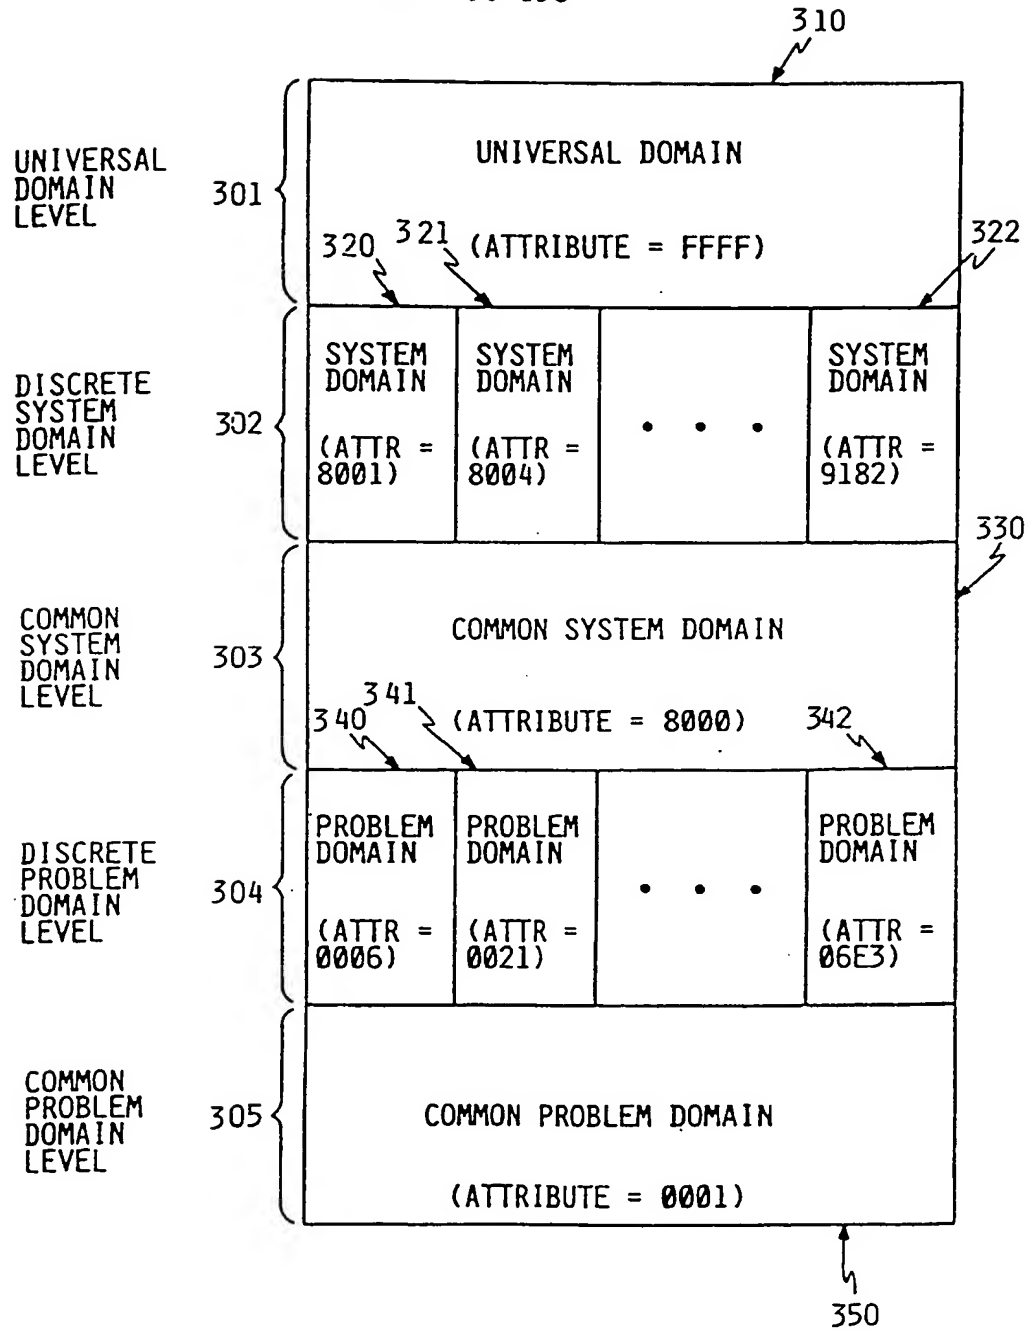 310
UNIVERSAL
DOMAIN
LEVEL
301
UNIVERSAL DOMAIN
(ATTRIBUTE = FFFF)
320
321
322
DISCRETE
SYSTEM
DOMAIN
LEVEL
302
SYSTEM
DOMAIN
(ATTR =
8001)
SYSTEM
DOMAIN
(ATTR =
8004)
• • •
SYSTEM
DOMAIN
(ATTR =
9182)
330
COMMON
SYSTEM
DOMAIN
LEVEL
303
COMMON SYSTEM DOMAIN
(ATTRIBUTE = 8000)
340
341
342
DISCRETE
PROBLEM
DOMAIN
LEVEL
304
PROBLEM
DOMAIN
(ATTR =
0006)
PROBLEM
DOMAIN
(ATTR =
0021)
• • •
PROBLEM
DOMAIN
(ATTR =
06E3)
COMMON
PROBLEM
DOMAIN
LEVEL
305
COMMON PROBLEM DOMAIN
(ATTRIBUTE = 0001)
350